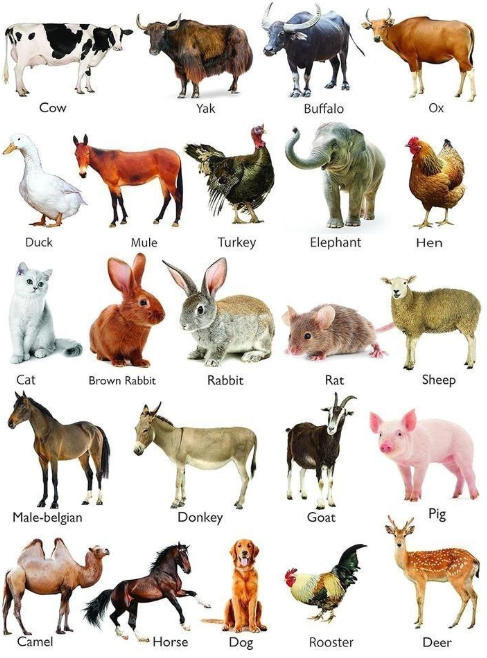 Cow
Yak
Buffalo
Ox
Duck
Mule
Turkey
Elephant
Hen
Cat
Brown Rabbit
Rabbit
Rat
Sheep
Male-belgian
Donkey
Goat
Pig
Camel
Horse
Dog
Rooster
Deer